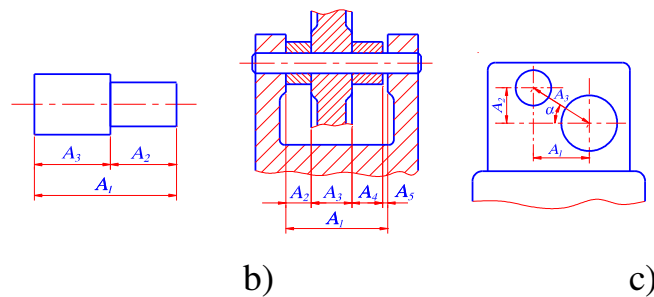 A₃ A₂
A₁
A₂ A₃ A₄ A₅
A₁
A₂ α A₃
A₁
b) c)